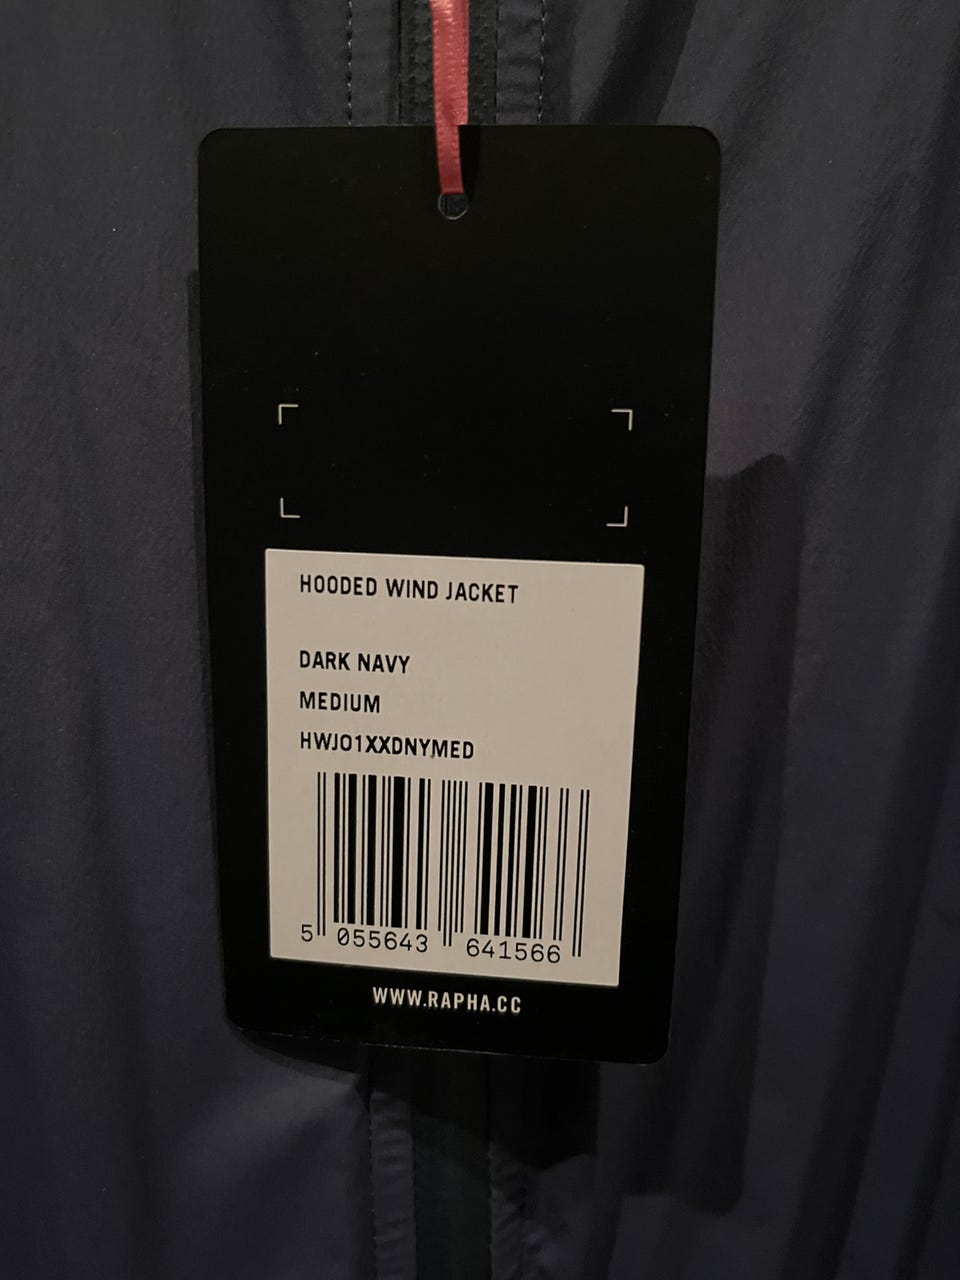 HOODED WIND JACKET
DARK NAVY
MEDIUM
HWJ01XXDNYMED
5 055643 641566
WWW.RAPHA.CC